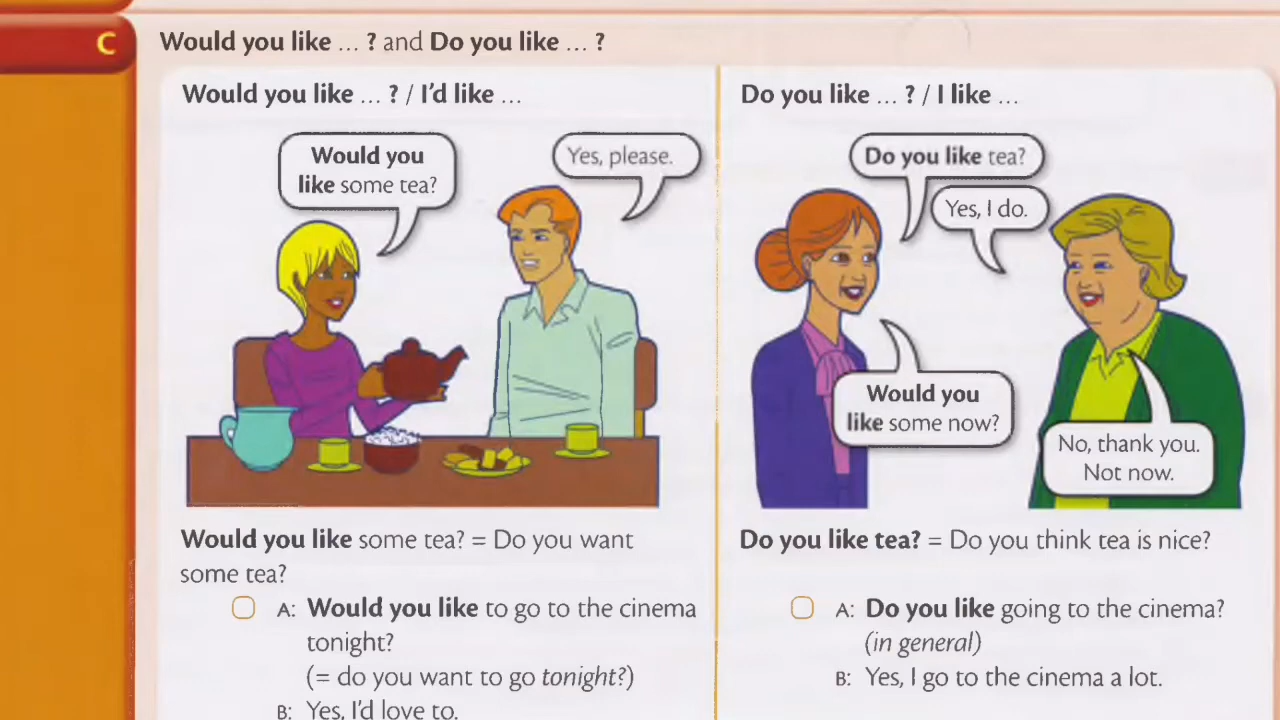 C
Would you like ... ? and Do you like ... ?
Would you like ... ? / I'd like ...
Would you
like some tea?
Yes, please.
Would you like some tea? = Do you want
some tea?
A: Would you like to go to the cinema
tonight?
(= do you want to go tonight?)
B: Yes, I'd love to.
Do you like ... ? / I like ...
Do you like tea?
Yes, I do.
Would you
like some now?
No, thank you.
Not now.
Do you like tea? = Do you think tea is nice?
A: Do you like going to the cinema?
(in general)
B: Yes, I go to the cinema a lot.